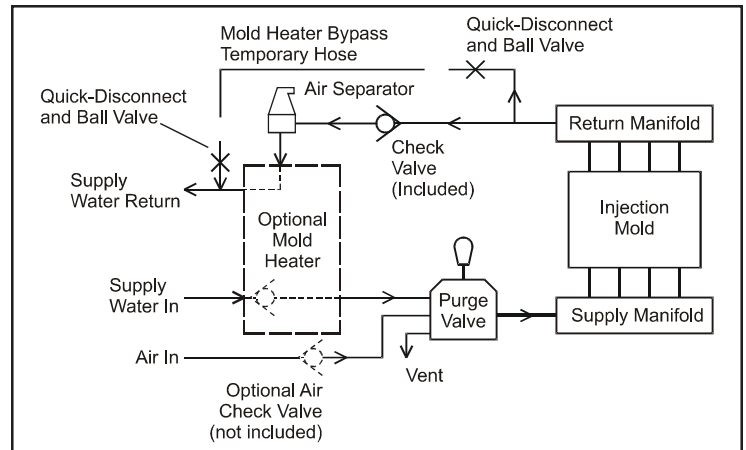 Mold Heater Bypass
Temporary Hose
Quick-Disconnect
and Ball Valve
Quick-Disconnect
and Ball Valve
Air Separator
Return Manifold
Check
Valve
(Included)
Supply
Water Return
Optional
Mold
Heater
Injection
Mold
Supply
Water In
Purge
Valve
Supply Manifold
Air In
Vent
Optional Air
Check Valve
(not included)